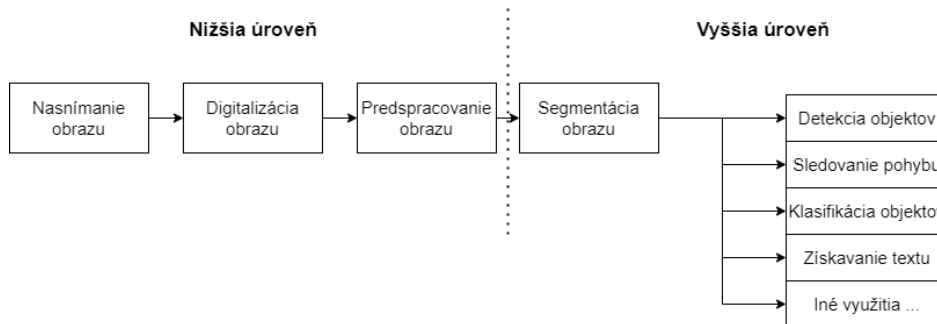 Nižšia úroveň
Vyššia úroveň
Nasnímanie
obrazu
Digitalizácia
obrazu
Predspracovanie
obrazu
Segmentácia
obrazu
Detekcia objektov
Sledovanie pohybu
Klasifikácia objekto
Získavanie textu
Iné využitia ...